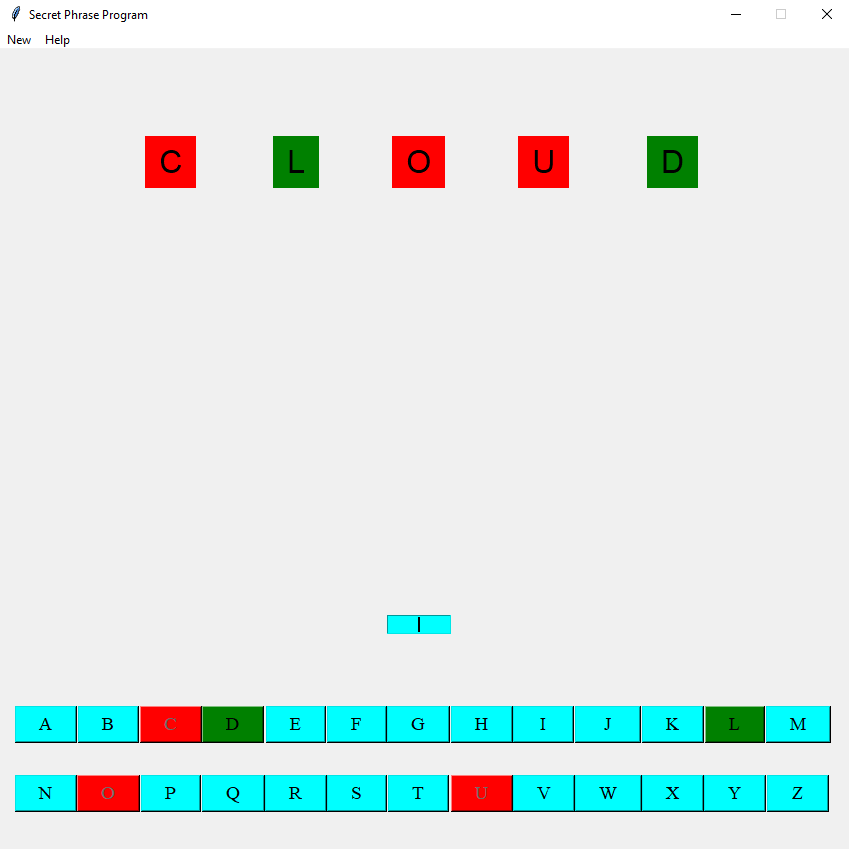 Secret Phrase Program
New Help
C L O U D
A B C D E F G H I J K L M
N O P Q R S T U V W X Y Z